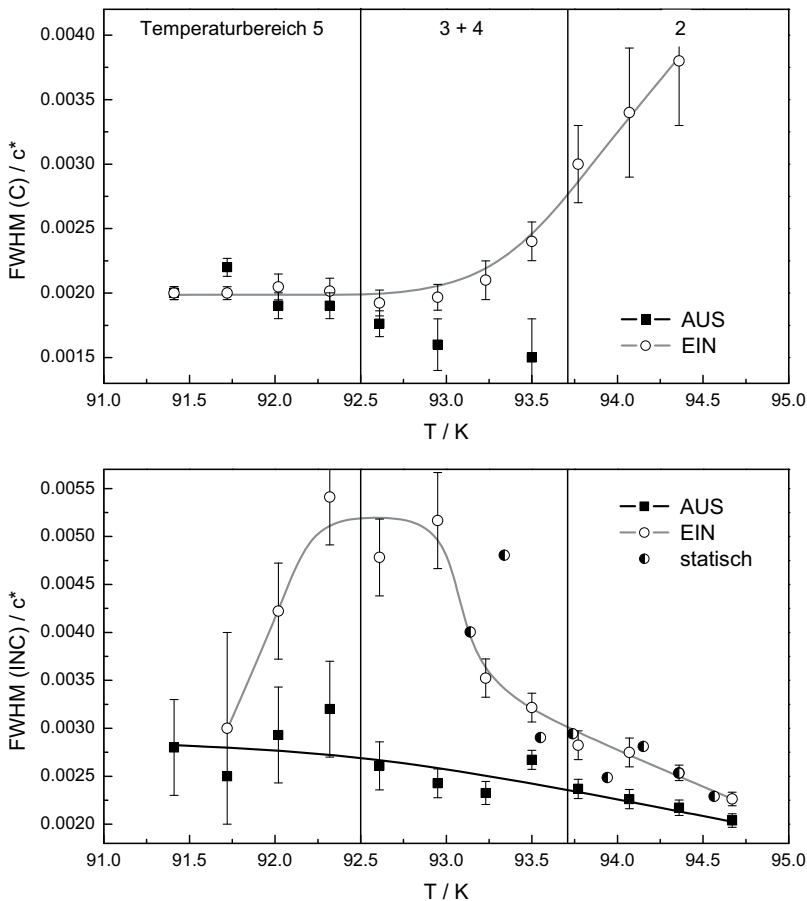 Temperaturbereich 5 3 + 4 2
0.0040
0.0035
0.0030
0.0025
0.0020
0.0015
FWHM (C) / c*
AUS
EIN
91.0 91.5 92.0 92.5 93.0 93.5 94.0 94.5 95.0
T / K
0.0055
0.0050
0.0045
0.0040
0.0035
0.0030
0.0025
0.0020
FWHM (INC) / c*
AUS
EIN
statisch
91.0 91.5 92.0 92.5 93.0 93.5 94.0 94.5 95.0
T / K